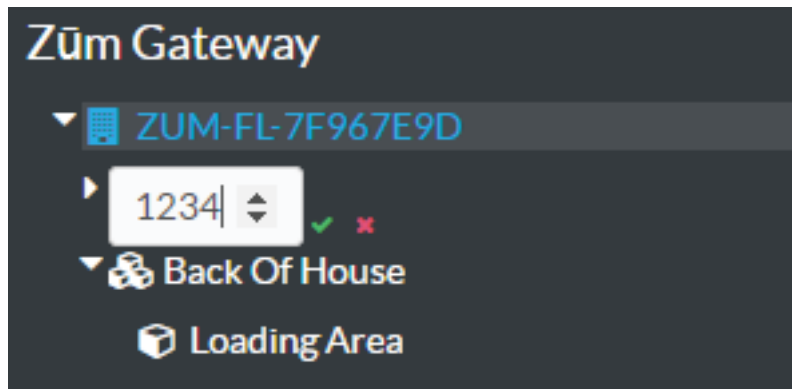 Zūm Gateway
ZUM-FL-7F967E9D
1234
Back Of House
Loading Area